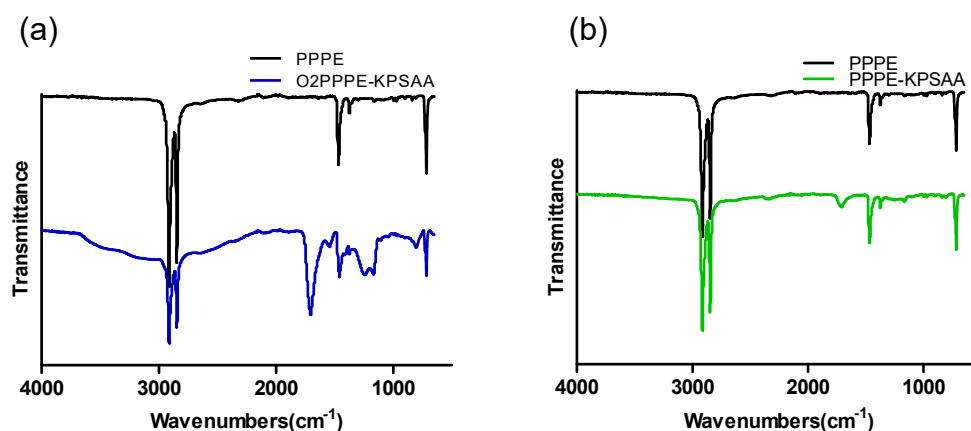 (a)
PPPE
O2PPPE-KPSAA
Transmittance
4000 3000 2000 1000
Wavenumbers(cm-1)
(b)
PPPE
PPPE-KPSAA
Transmittance
4000 3000 2000 1000
Wavenumbers(cm-1)